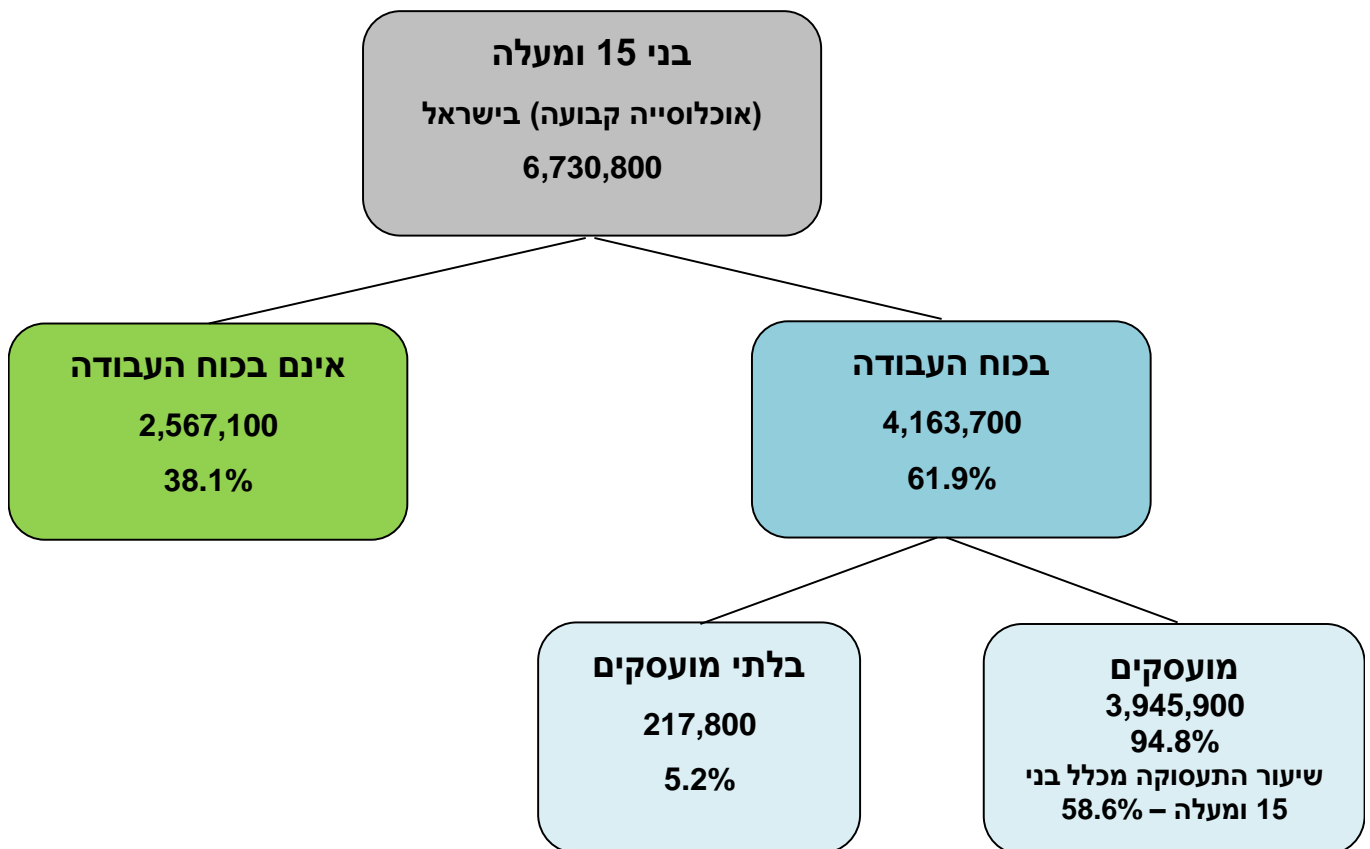 בני 15 ומעלה
(אוכלוסייה קבועה) בישראל
6,730,800
בכוח העבודה
4,163,700
61.9%
אינם בכוח העבודה
2,567,100
38.1%
מועסקים
3,945,900
94.8%
שיעור התעסוקה מכלל בני
15 ומעלה – 58.6%
בלתי מועסקים
217,800
5.2%